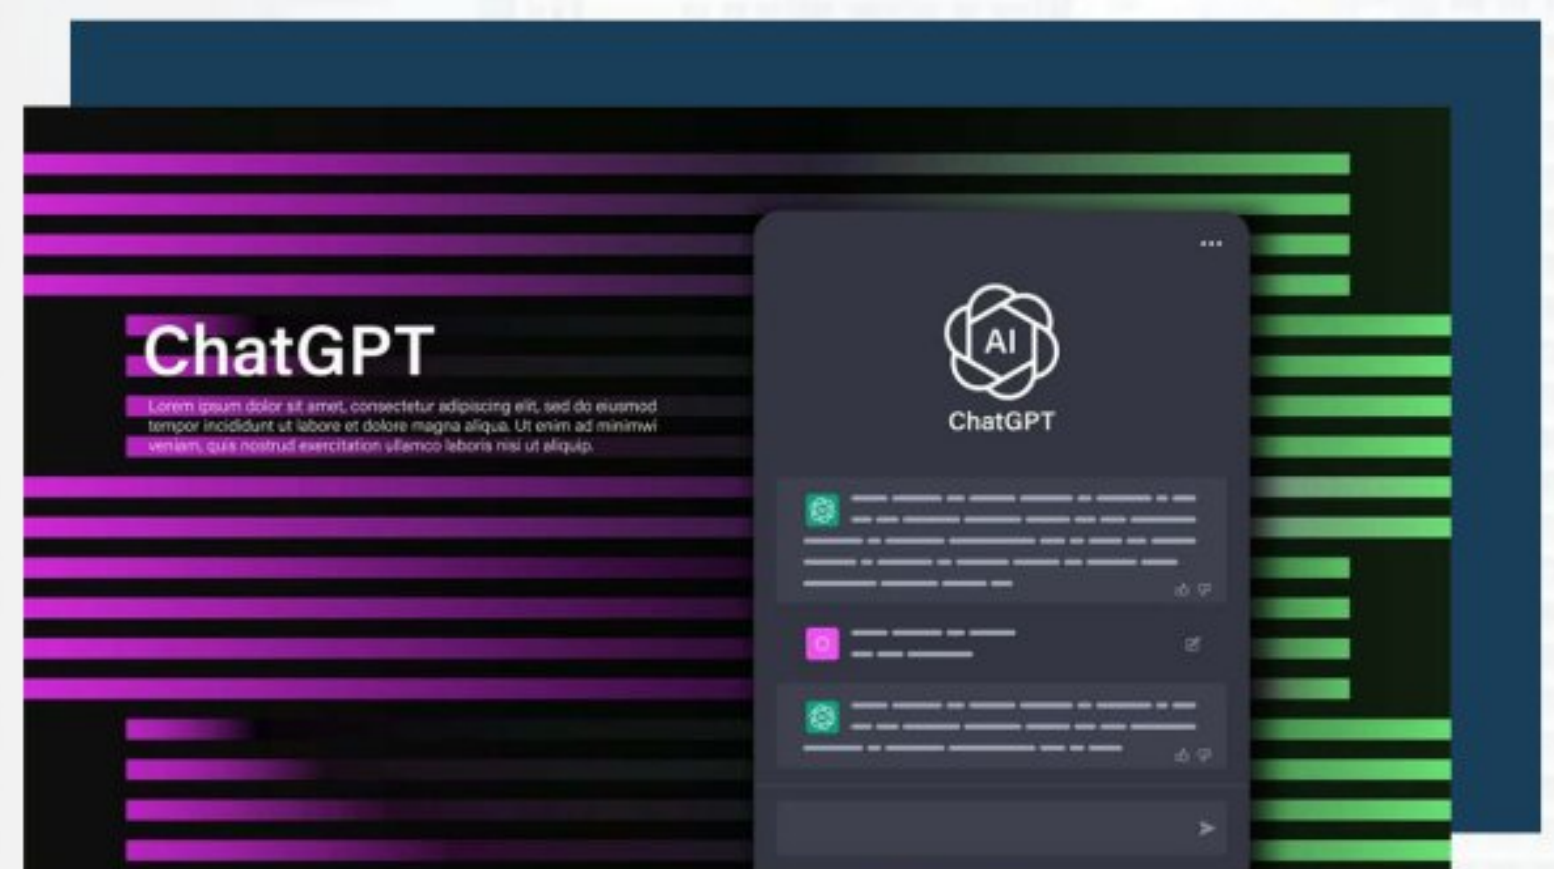 ChatGPT
Lorem ipsum dolor sit amet, consectetur adipiscing elit, sed do eiusmod
tempor incididunt ut labore et dolore magna aliqua. Ut enim ad minimwi
veniam, quis nostrud exercitation ullamco laboris nisi ut aliquip.
AI
ChatGPT